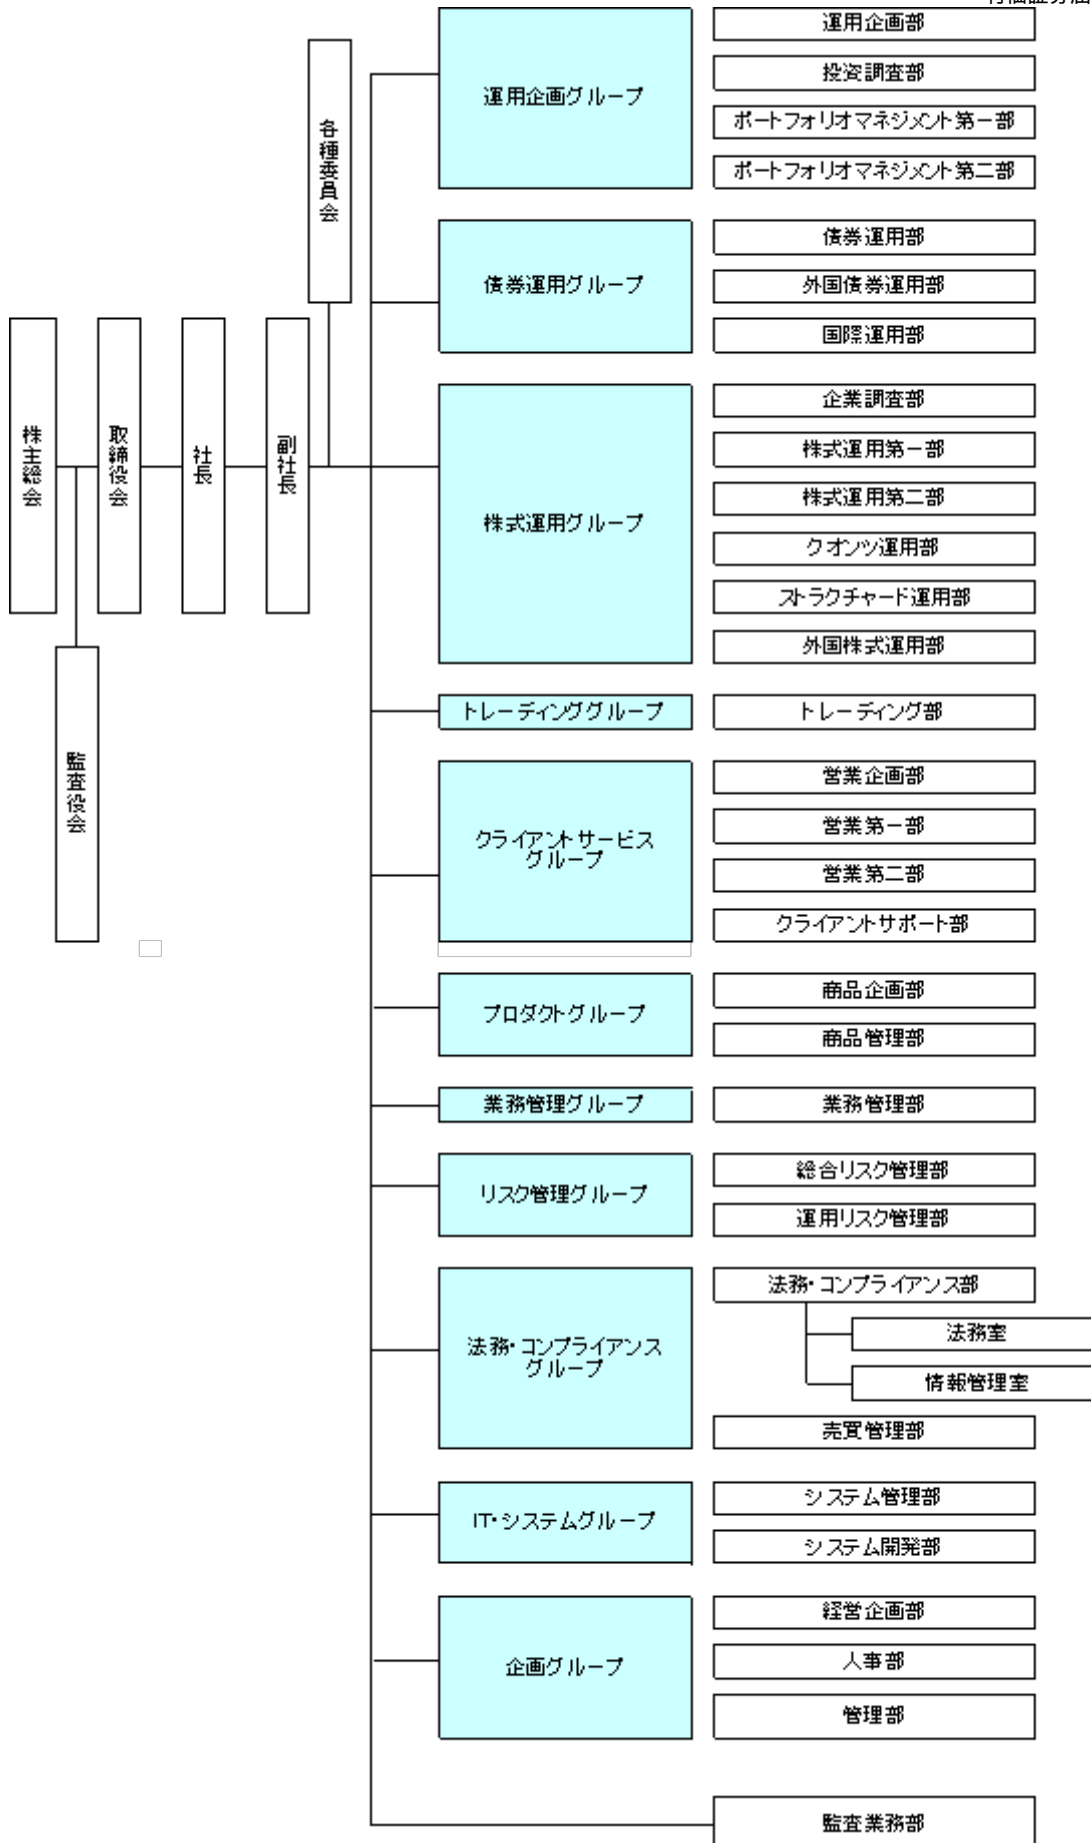 運用企画部
投資調査部
運用企画グループ
ポートフォリオマネジメント第一部
ポートフォリオマネジメント第二部
各種委員会
債券運用部
債券運用グループ
外国債券運用部
国際運用部
株主総会
取締役会
社長
副社長
企業調査部
株式運用第一部
株式運用第二部
株式運用グループ
クオンツ運用部
ストラクチャード運用部
外国株式運用部
トレーディンググループ
トレーディング部
監査役会
営業企画部
営業第一部
クライアントサービス
グループ
営業第二部
クライアントサポート部
商品企画部
プロダクトグループ
商品管理部
業務管理グループ
業務管理部
総合リスク管理部
リスク管理グループ
運用リスク管理部
法務・コンプライアンス部
法務室
法務・コンプライアンス
グループ
情報管理室
売買管理部
システム管理部
IT・システムグループ
システム開発部
経営企画部
企画グループ
人事部
管理部
監査業務部